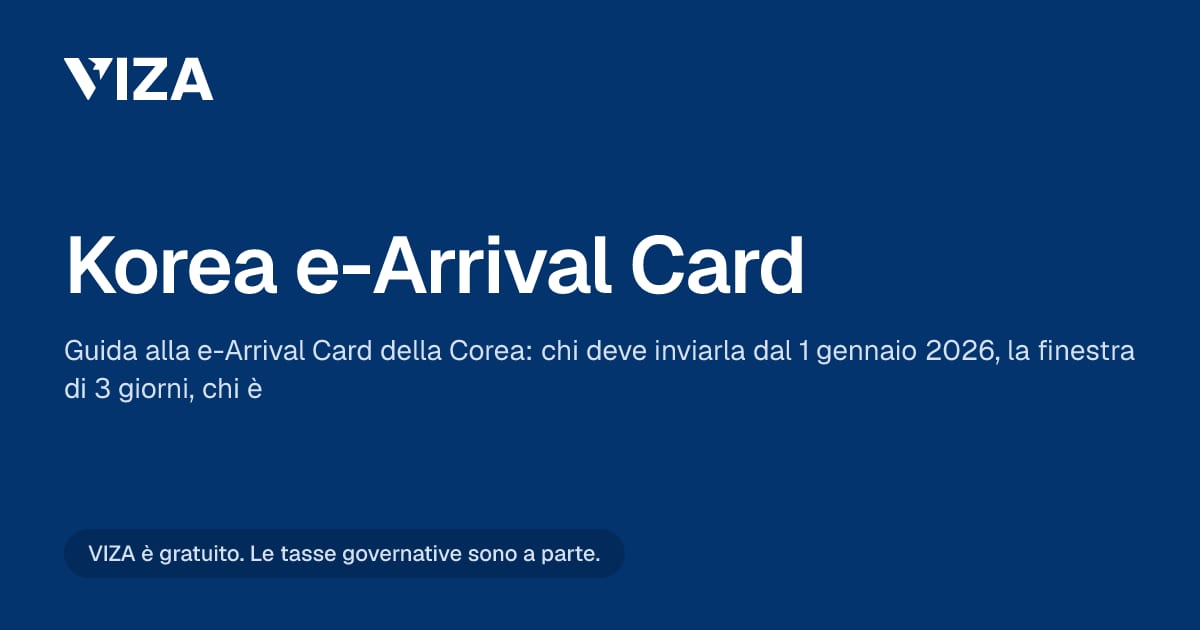 VIZA
Korea e-Arrival Card
Guida alla e-Arrival Card della Corea: chi deve inviarla dal 1 gennaio 2026, la finestra
di 3 giorni, chi è
VIZA è gratuito. Le tasse governative sono a parte.